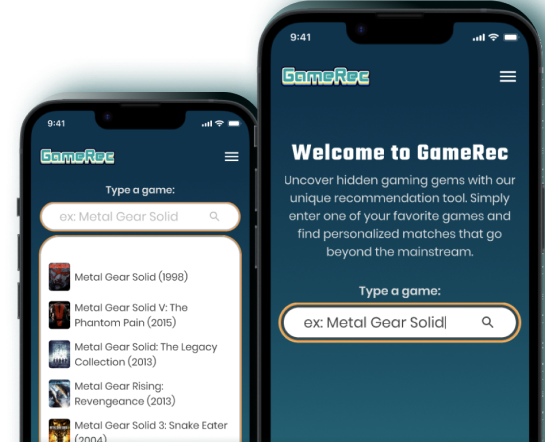 9:41
GameRec
Type a game:
ex: Metal Gear Solid
Metal Gear Solid (1998)
Metal Gear Solid V: The
Phantom Pain (2015)
Metal Gear Solid: The Legacy
Collection (2013)
Metal Gear Rising:
Revengeance (2013)
Metal Gear Solid 3: Snake Eater
(2004)
9:41
GameRec
Welcome to GameRec
Uncover hidden gaming gems with our
unique recommendation tool. Simply
enter one of your favorite games and
find personalized matches that go
beyond the mainstream.
Type a game:
ex: Metal Gear Solid